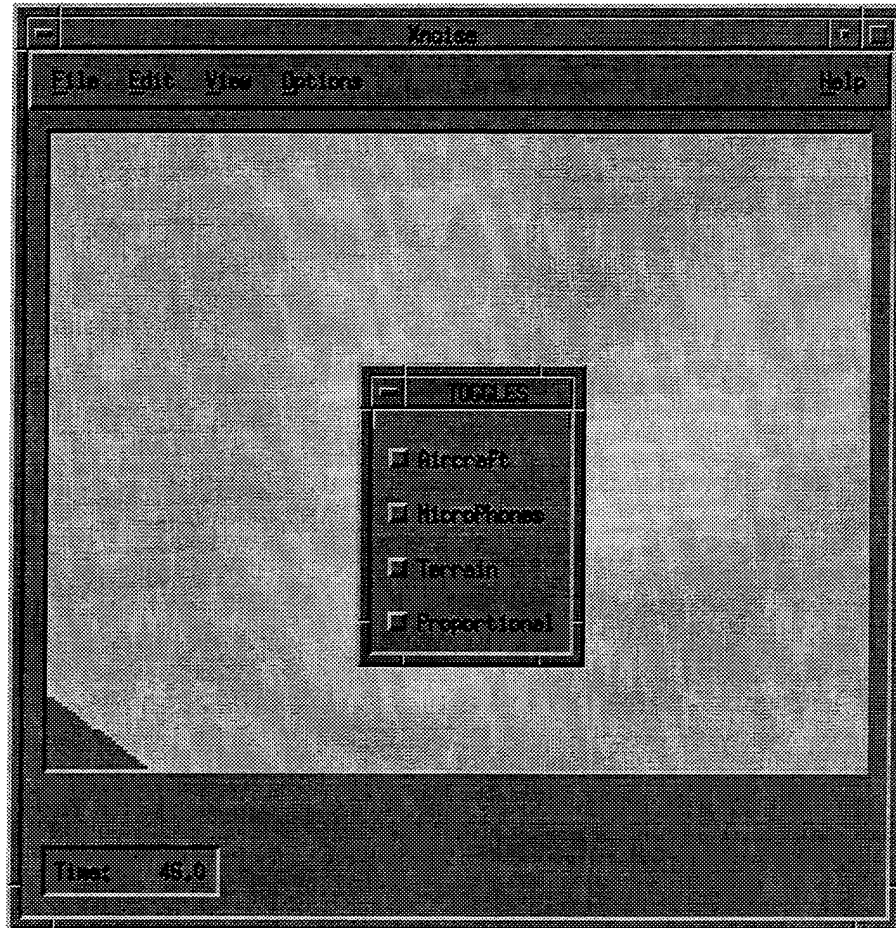 Xnoise
File Edit View Options Help
TOGGLES
Aircraft
MicroPhones
Terrain
Proportional
Time: 45.0